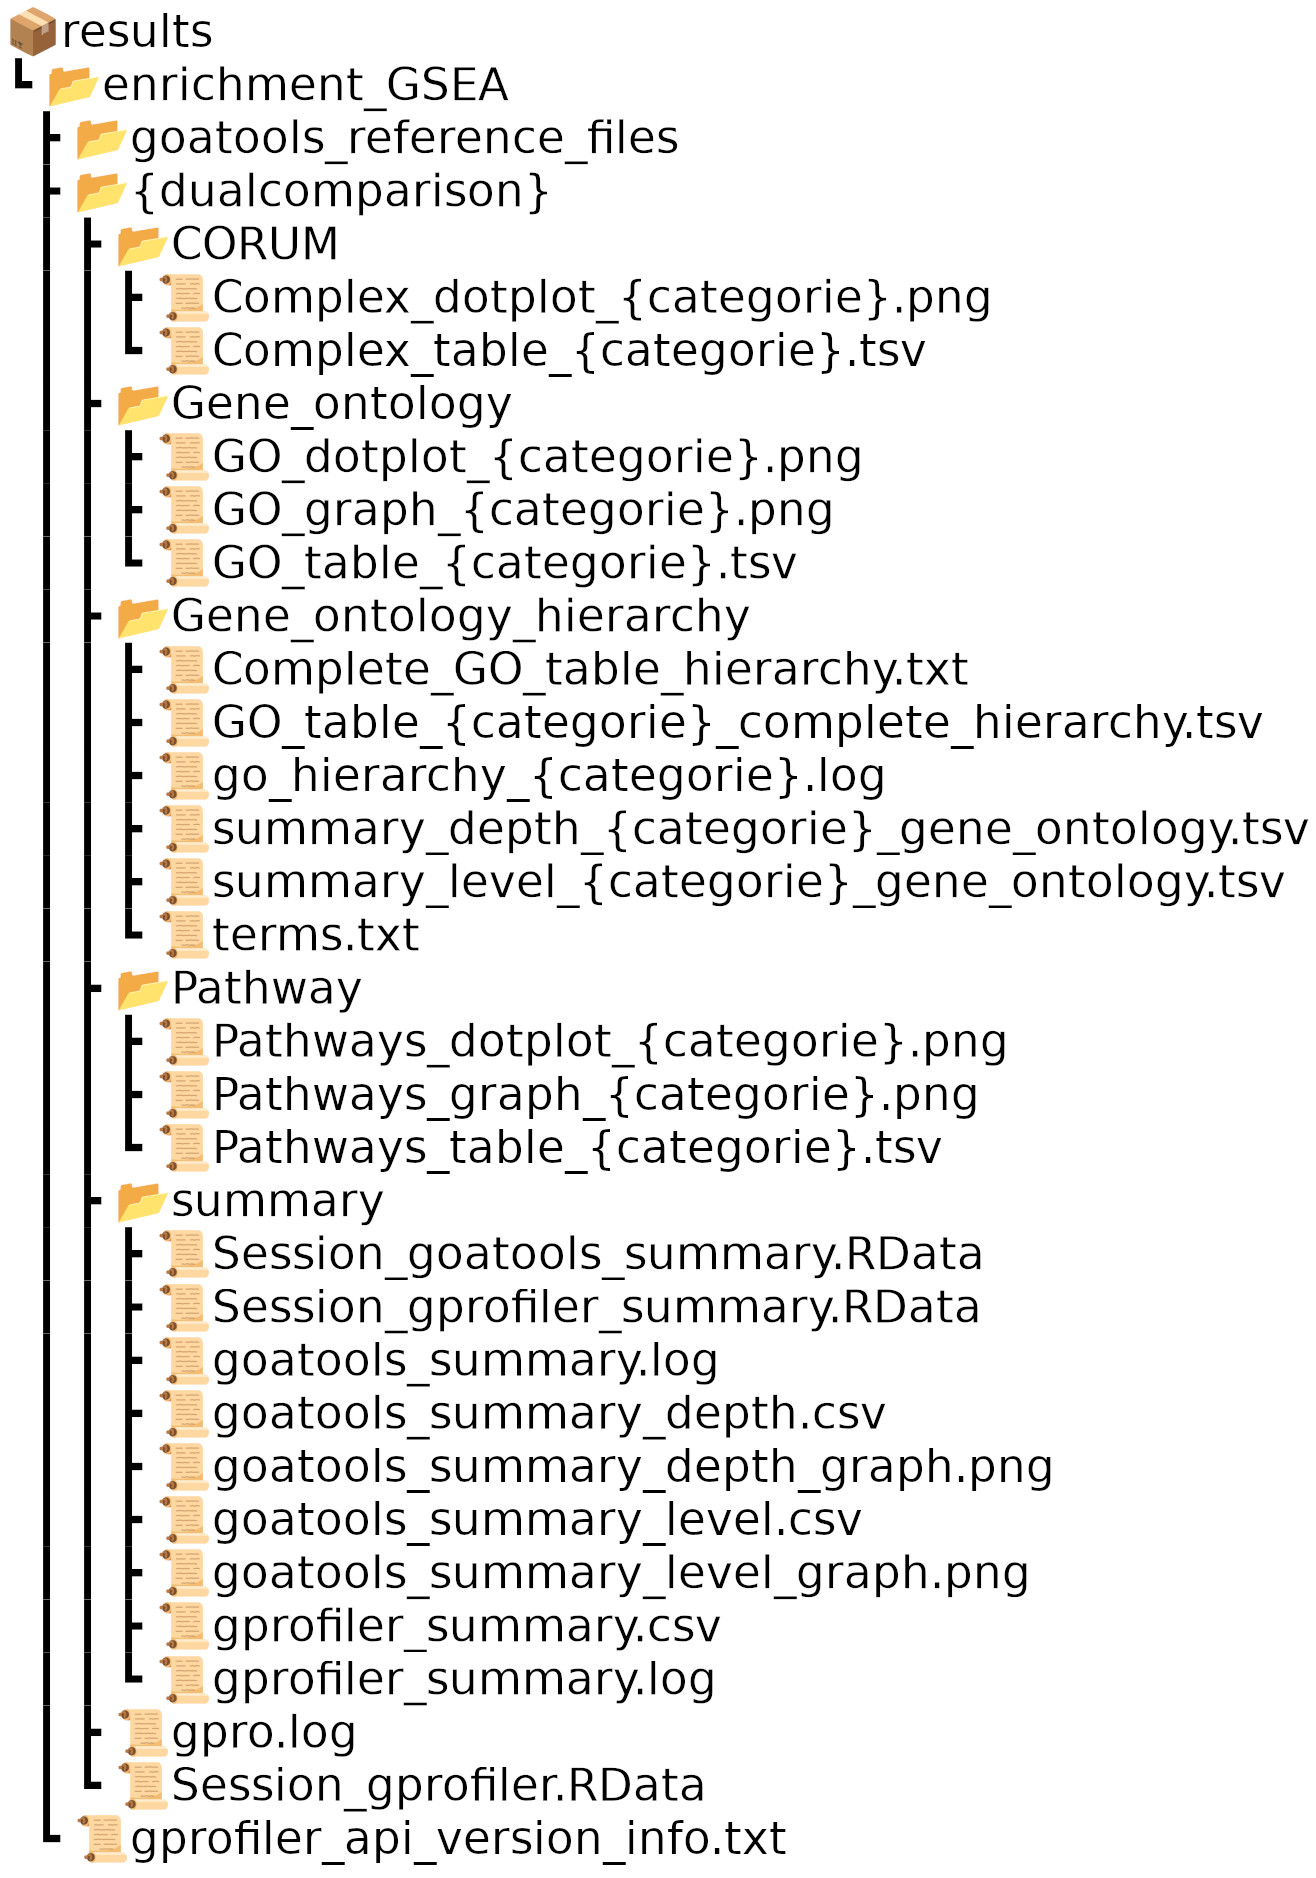 results
enrichment_GSEA
goatools_reference_files
{dualcomparison}
CORUM
Complex_dotplot_{categorie}.png
Complex_table_{categorie}.tsv
Gene_ontology
GO_dotplot_{categorie}.png
GO_graph_{categorie}.png
GO_table_{categorie}.tsv
Gene_ontology_hierarchy
Complete_GO_table_hierarchy.txt
GO_table_{categorie}_complete_hierarchy.tsv
go_hierarchy_{categorie}.log
summary_depth_{categorie}_gene_ontology.tsv
summary_level_{categorie}_gene_ontology.tsv
terms.txt
Pathway
Pathways_dotplot_{categorie}.png
Pathways_graph_{categorie}.png
Pathways_table_{categorie}.tsv
summary
Session_goatools_summary.RData
Session_gprofiler_summary.RData
goatools_summary.log
goatools_summary_depth.csv
goatools_summary_depth_graph.png
goatools_summary_level.csv
goatools_summary_level_graph.png
gprofiler_summary.csv
gprofiler_summary.log
gpro.log
Session_gprofiler.RData
gprofiler_api_version_info.txt